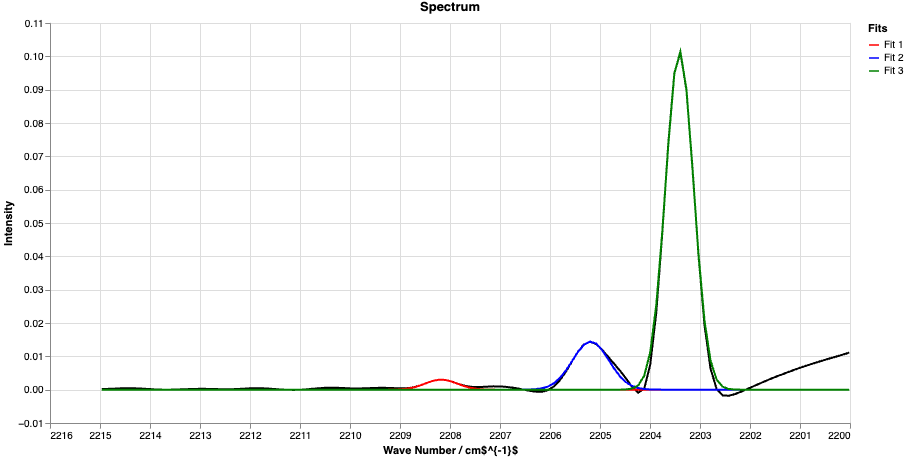 Spectrum
0.11
0.10
0.09
0.08
0.07
0.06
0.05
0.04
0.03
0.02
0.01
0.00
−0.01
Intensity
2216 2215 2214 2213 2212 2211 2210 2209 2208 2207 2206 2205 2204 2203 2202 2201 2200
Wave Number / cm$^{-1}$
Fits
Fit 1
Fit 2
Fit 3